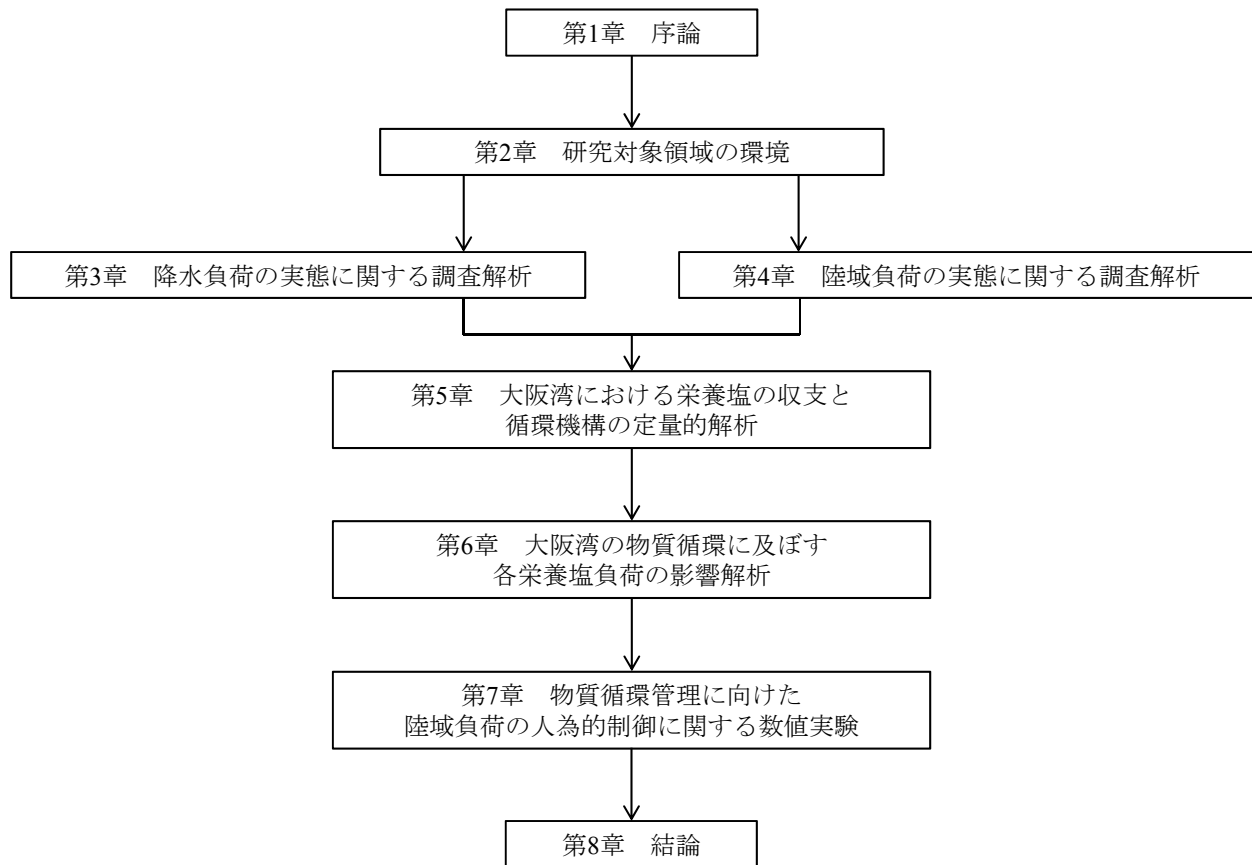 第1章　序論
第2章　研究対象領域の環境
第3章　降水負荷の実態に関する調査解析
第4章　陸域負荷の実態に関する調査解析
第5章　大阪湾における栄養塩の収支と
循環機構の定量的解析
第6章　大阪湾の物質循環に及ぼす
各栄養塩負荷の影響解析
第7章　物質循環管理に向けた
陸域負荷の人為的制御に関する数値実験
第8章　結論